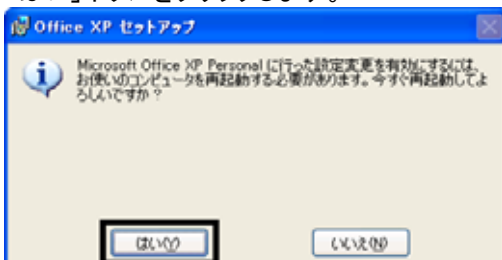 Office XP セットアップ
Microsoft Office XP Personal に行った設定変更を有効にするには、
お使いのコンピュータを再起動する必要があります。今すぐ再起動してよ
ろしいですか?
はい(Y)
いいえ(N)